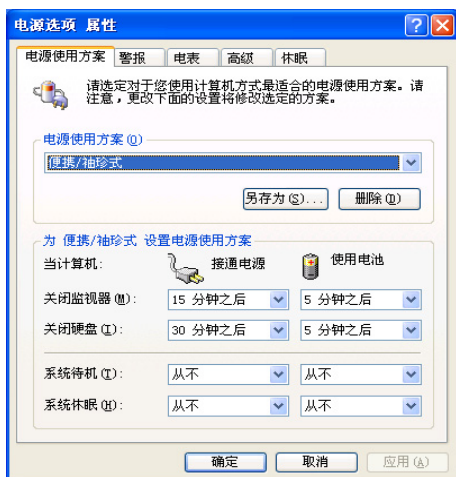 电源选项 属性
电源使用方案 警报 电表 高级 休眠
请选定对于您使用计算机方式最适合的电源使用方案。请
注意，更改下面的设置将修改选定的方案。
电源使用方案(O)
便携/袖珍式
另存为(S)... 删除(D)
为 便携/袖珍式 设置电源使用方案
当计算机: 接通电源 使用电池
关闭监视器(M): 15 分钟之后 5 分钟之后
关闭硬盘(I): 30 分钟之后 5 分钟之后
系统待机(T): 从不 从不
系统休眠(H): 从不 从不
确定 取消 应用(A)